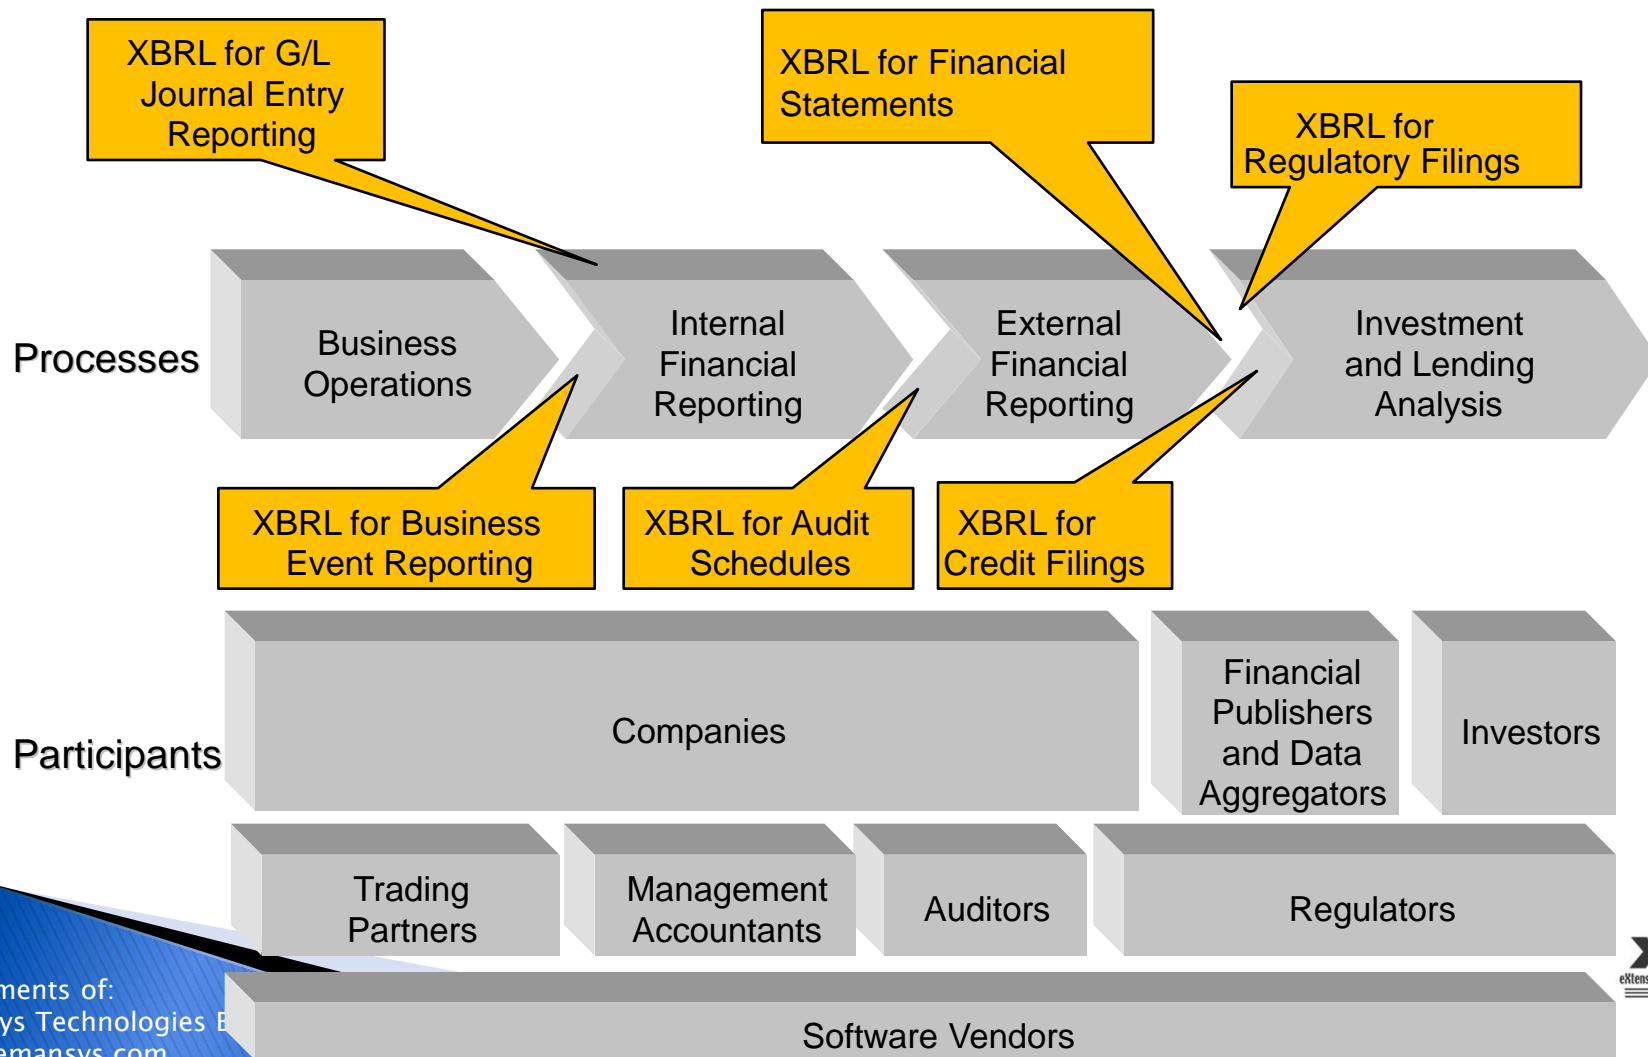 XBRL for G/L
Journal Entry
Reporting
XBRL for Financial
Statements
XBRL for
Regulatory Filings
Processes
Business
Operations
Internal
Financial
Reporting
External
Financial
Reporting
Investment
and Lending
Analysis
XBRL for Business
Event Reporting
XBRL for Audit
Schedules
XBRL for
Credit Filings
Participants
Companies
Financial
Publishers
and Data
Aggregators
Investors
Trading
Partners
Management
Accountants
Auditors
Regulators
Software Vendors
of:
Technologies